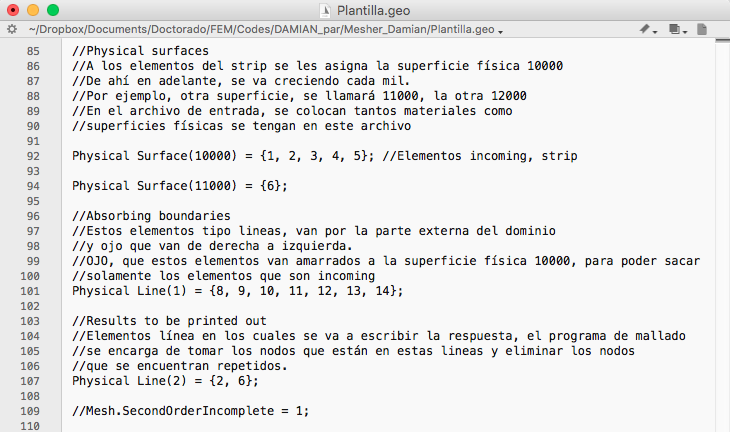 Plantilla.geo
~/Dropbox/Documents/Doctorado/FEM/Codes/DAMIAN_par/Mesher_Damian/Plantilla.geo
85 //Physical surfaces
86 //A los elementos del strip se les asigna la superficie física 10000
87 //De ahí en adelante, se va creciendo cada mil.
88 //Por ejemplo, otra superficie, se llamará 11000, la otra 12000
89 //En el archivo de entrada, se colocan tantos materiales como
90 //superficies físicas se tengan en este archivo
91
92 Physical Surface(10000) = {1, 2, 3, 4, 5}; //Elementos incoming, strip
93
94 Physical Surface(11000) = {6};
95
96 //Absorbing boundaries
97 //Estos elementos tipo lineas, van por la parte externa del dominio
98 //y ojo que van de derecha a izquierda.
99 //OJO, que estos elementos van amarrados a la superficie física 10000, para poder sacar
100 //solamente los elementos que son incoming
101 Physical Line(1) = {8, 9, 10, 11, 12, 13, 14};
102
103 //Results to be printed out
104 //Elementos línea en los cuales se va a escribir la respuesta, el programa de mallado
105 //se encarga de tomar los nodos que están en estas lineas y eliminar los nodos
106 //que se encuentran repetidos.
107 Physical Line(2) = {2, 6};
108
109 //Mesh.SecondOrderIncomplete = 1;
110